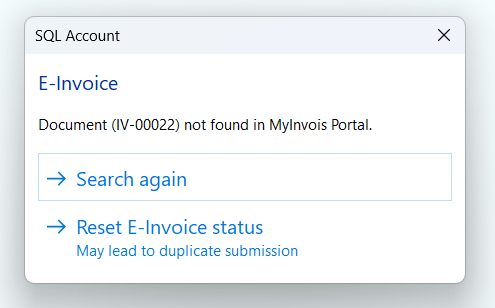 SQL Account
E-Invoice
Document (IV-00022) not found in MyInvois Portal.
Search again
Reset E-Invoice status
May lead to duplicate submission